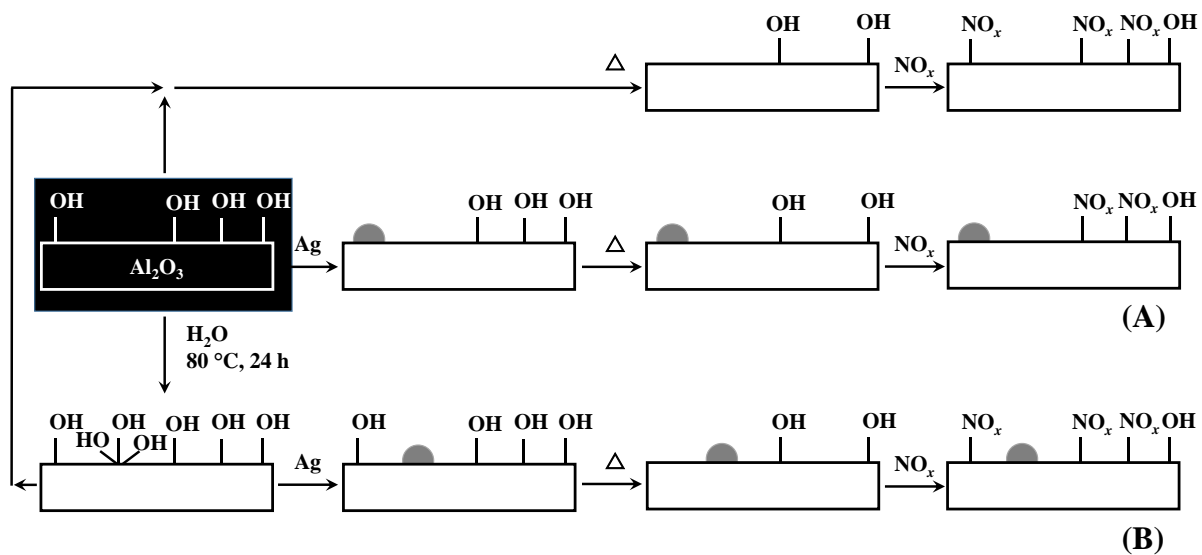 OH OH
NOₓ NOₓ NOₓ OH
△ NOₓ
OH OH OH OH
Al₂O₃
Ag
OH OH OH
△
OH OH
NOₓ
NOₓ NOₓ OH
(A)
H₂O
80 °C, 24 h
OH OH OH OH OH
HO OH
Ag
OH OH OH OH
△
OH OH
NOₓ
NOₓ NOₓ NOₓ OH
(B)